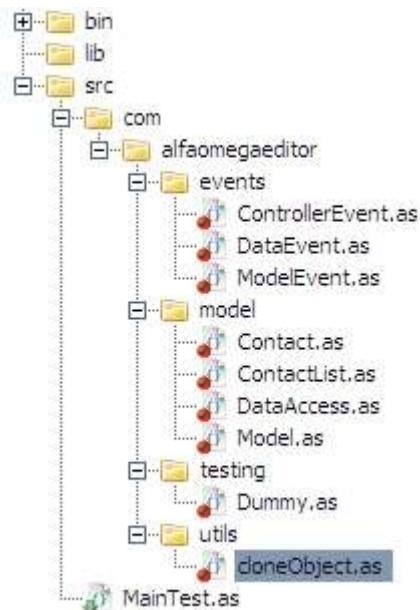 bin
lib
src
com
alfaomegaeditor
events
ControllerEvent.as
DataEvent.as
ModelEvent.as
model
Contact.as
ContactList.as
DataAccess.as
Model.as
testing
Dummy.as
utils
cloneObject.as
MainTest.as